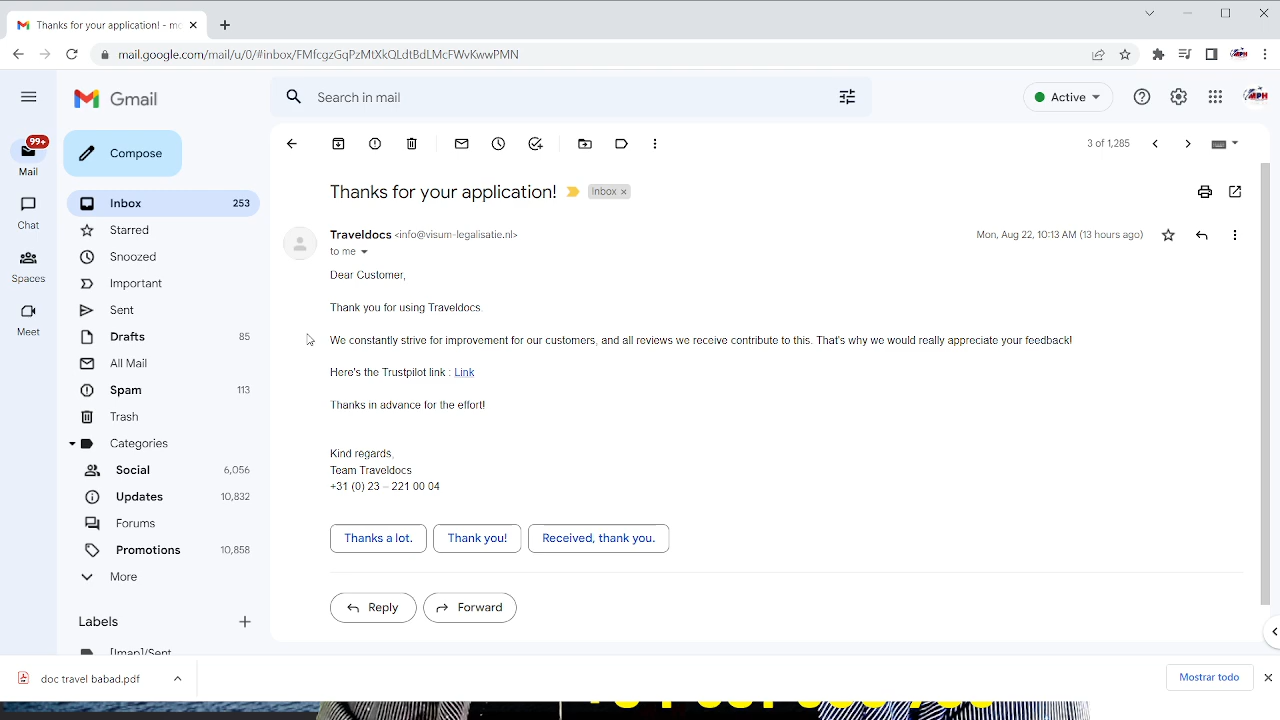 Thanks for your application! - mo
mail.google.com/mail/u/0/#inbox/FMfcgzGqPzMtXkQLdtBdLMcFWvKwwPMN
MPH
99+
Mail
Chat
Spaces
Meet
Gmail
Search in mail
Active
MPH
Compose
Inbox 253
Starred
Snoozed
Important
Sent
Drafts 85
All Mail
Spam 113
Trash
Categories
Social 6,056
Updates 10,832
Forums
Promotions 10,858
More
Labels
[Imap]/Sent
3 of 1,285
Thanks for your application! Inbox x
Traveldocs <info@visum-legalisatie.nl>
Mon, Aug 22, 10:13 AM (13 hours ago)
to me
Dear Customer,
Thank you for using Traveldocs.
We constantly strive for improvement for our customers, and all reviews we receive contribute to this. That's why we would really appreciate your feedback!
Here's the Trustpilot link : Link
Thanks in advance for the effort!
Kind regards,
Team Traveldocs
+31 (0) 23 – 221 00 04
Thanks a lot.
Thank you!
Received, thank you.
Reply
Forward
doc travel babad.pdf
Mostrar todo